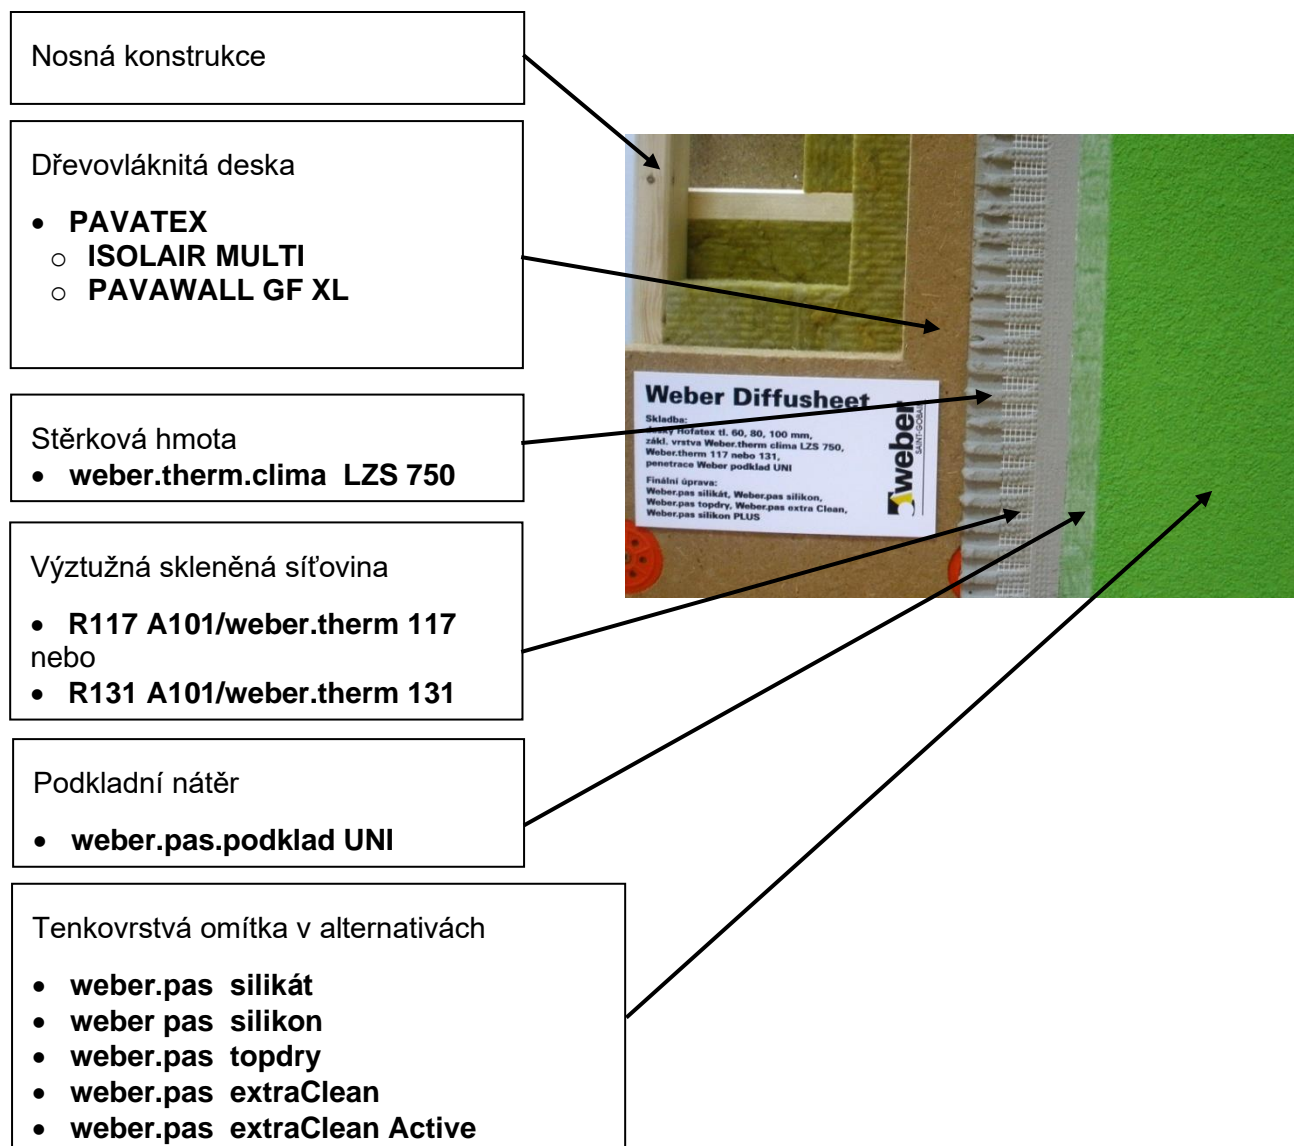 Nosná konstrukce
Dřevovláknitá deska
• PAVATEX
○ ISOLAIR MULTI
○ PAVAWALL GF XL
Stěrková hmota
• weber.therm.clima LZS 750
Výztužná skleněná síťovina
• R117 A101/weber.therm 117
nebo
• R131 A101/weber.therm 131
Podkladní nátěr
• weber.pas.podklad UNI
Tenkovrstvá omítka v alternativách
• weber.pas silikát
• weber pas silikon
• weber.pas topdry
• weber.pas extraClean
• weber.pas extraClean Active
Weber Diffusheet
Skladba:
desky Hofatex tl. 60, 80, 100 mm,
zákl. vrstva Weber.therm clima LZS 750,
Weber.therm 117 nebo 131,
penetrace Weber podklad UNI
Finální úprava:
Weber.pas silikát, Weber.pas silikon,
Weber.pas topdry, Weber.pas extra Clean,
Weber.pas silikon PLUS
weber
SAINT-GOBAIN